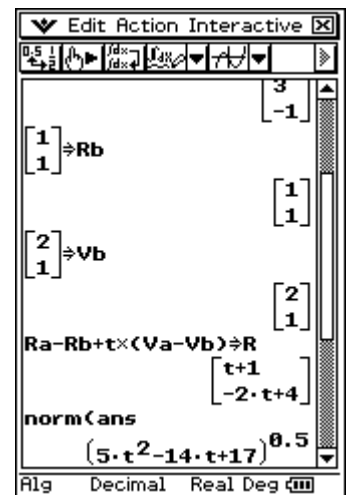 Edit Action Interactive
[3
-1]
[1
1]⇒Rb
[1
1]
[2
1]⇒Vb
[2
1]
Ra-Rb+t×(Va-Vb)⇒R
[t+1
-2·t+4]
norm(ans
(5·t²-14·t+17)^0.5
Alg Decimal Real Deg